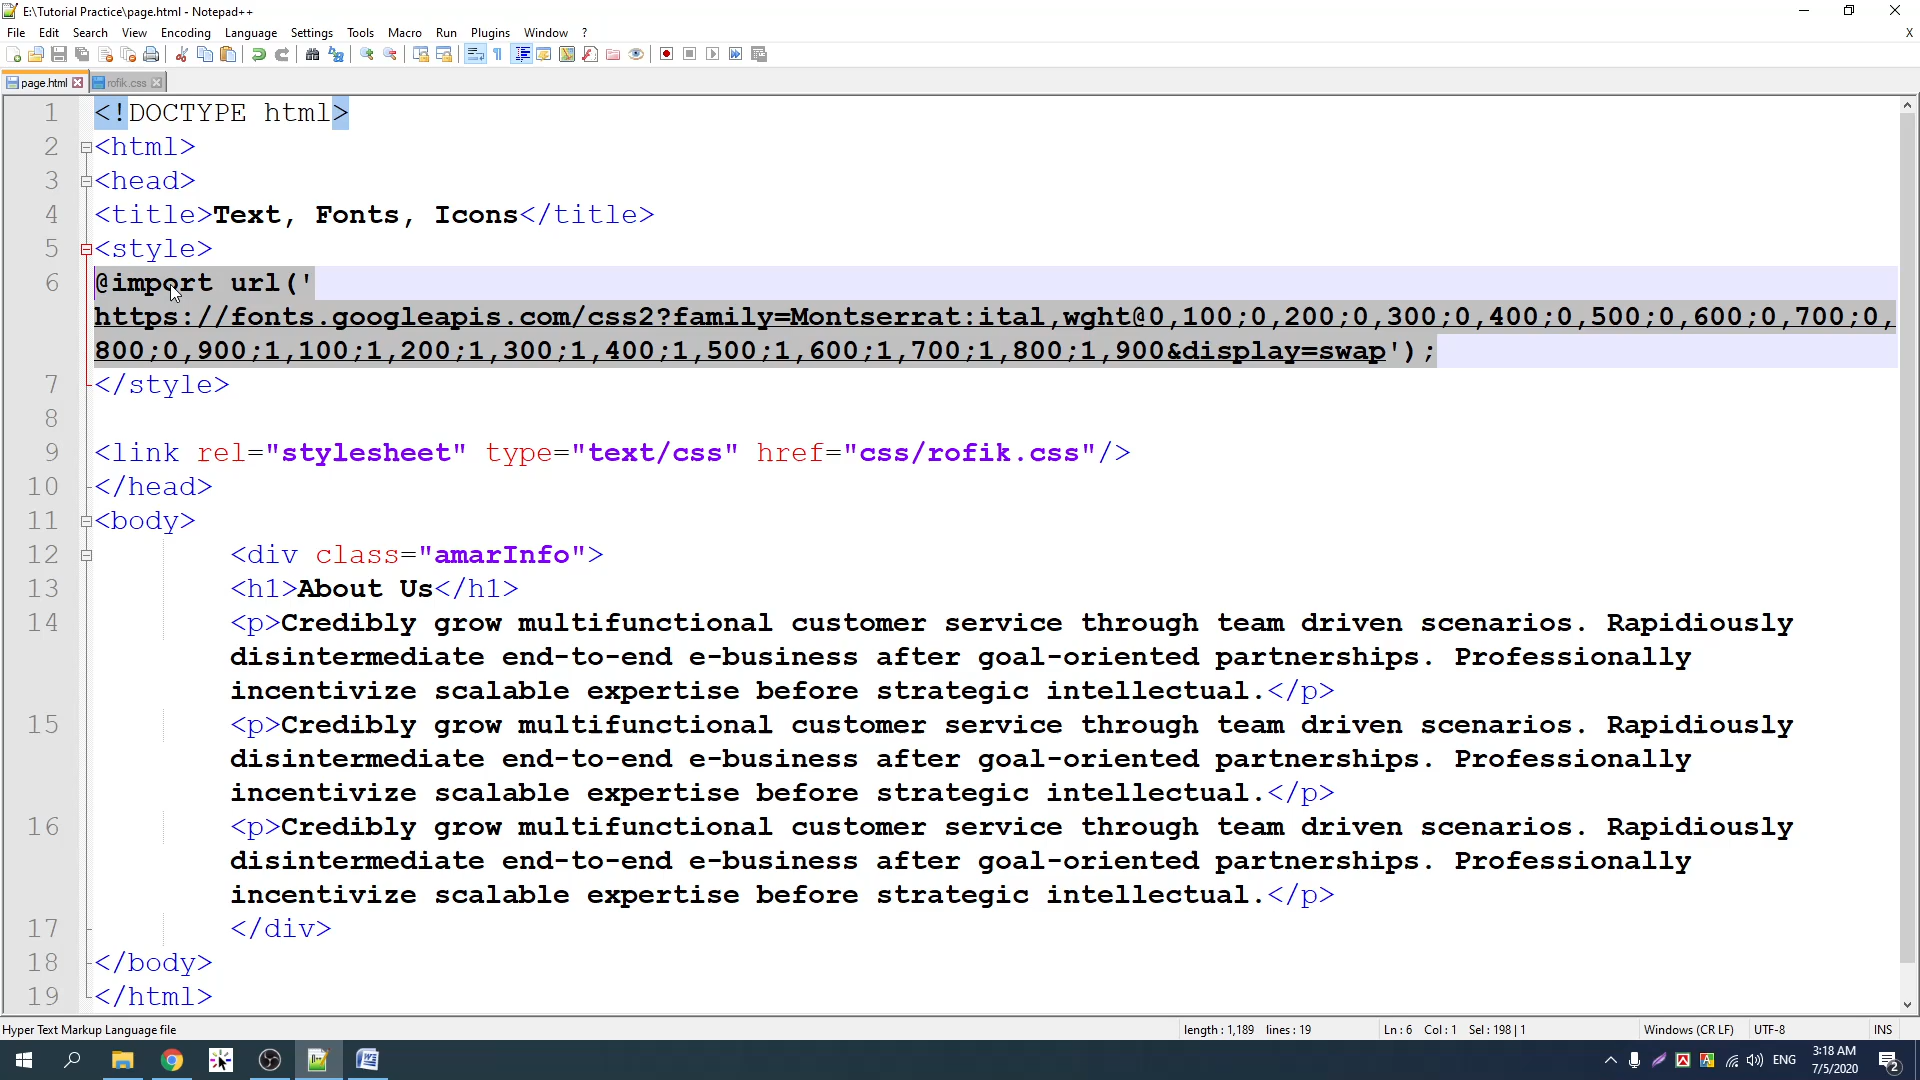 E:\Tutorial Practice\page.html - Notepad++
File Edit Search View Encoding Language Settings Tools Macro Run Plugins Window ? X
page.html rofik.css
1 <!DOCTYPE html>
2 <html>
3 <head>
4 <title>Text, Fonts, Icons</title>
5 <style>
6 @import url('
https://fonts.googleapis.com/css2?family=Montserrat:ital,wght@0,100;0,200;0,300;0,400;0,500;0,600;0,700;0,
800;0,900;1,100;1,200;1,300;1,400;1,500;1,600;1,700;1,800;1,900&display=swap');
7 </style>
8
9 <link rel="stylesheet" type="text/css" href="css/rofik.css"/>
10 </head>
11 <body>
12 <div class="amarInfo">
13 <h1>About Us</h1>
14 <p>Credibly grow multifunctional customer service through team driven scenarios. Rapidiously
disintermediate end-to-end e-business after goal-oriented partnerships. Professionally
incentivize scalable expertise before strategic intellectual.</p>
15 <p>Credibly grow multifunctional customer service through team driven scenarios. Rapidiously
disintermediate end-to-end e-business after goal-oriented partnerships. Professionally
incentivize scalable expertise before strategic intellectual.</p>
16 <p>Credibly grow multifunctional customer service through team driven scenarios. Rapidiously
disintermediate end-to-end e-business after goal-oriented partnerships. Professionally
incentivize scalable expertise before strategic intellectual.</p>
17 </div>
18 </body>
19 </html>
Hyper Text Markup Language file length : 1,189 lines : 19 Ln : 6 Col : 1 Sel : 198 | 1 Windows (CR LF) UTF-8 INS
ENG 3:18 AM
7/5/2020 2